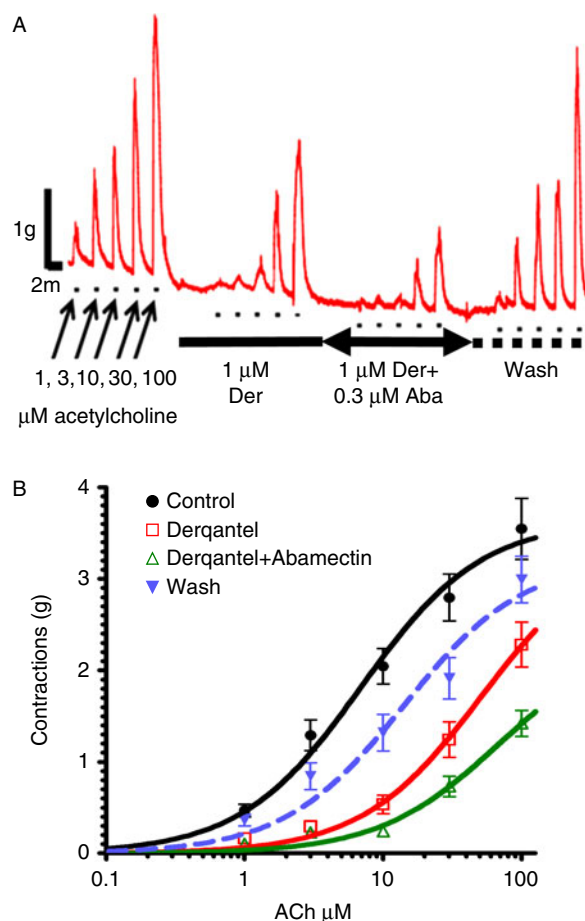 A
1g
2m
1, 3,10, 30, 100
μM acetylcholine
1 μM
Der
1 μM Der+
0.3 μM Aba
Wash
B
Control
Derqantel
Derqantel+Abamectin
Wash
Contractions (g)
4
3
2
1
0
0.1
1
10
100
ACh μM